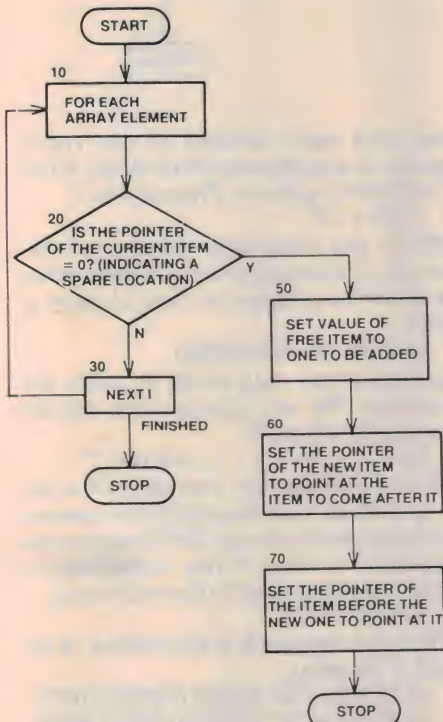 START
10
FOR EACH
ARRAY ELEMENT
20
IS THE POINTER
OF THE CURRENT ITEM
= 0? (INDICATING A
SPARE LOCATION)
Y
N
30
NEXT I
FINISHED
STOP
50
SET VALUE OF
FREE ITEM TO
ONE TO BE ADDED
60
SET THE POINTER
OF THE NEW ITEM
TO POINT AT THE
ITEM TO COME AFTER IT
70
SET THE POINTER OF
THE ITEM BEFORE THE
NEW ONE TO POINT AT IT
STOP